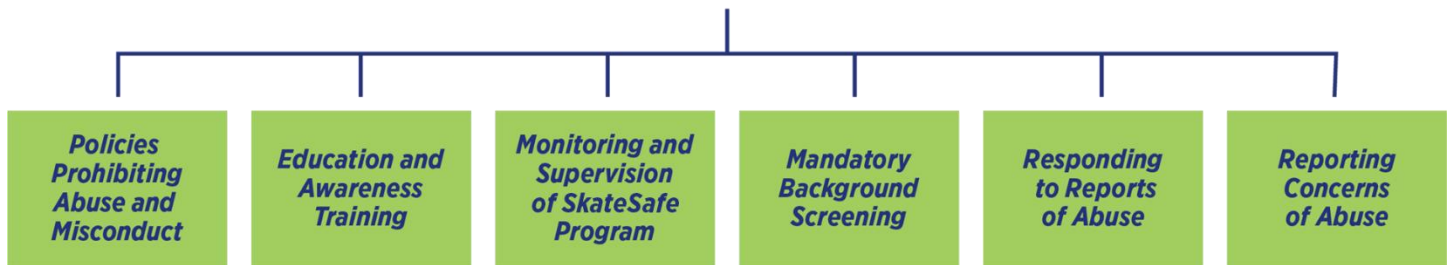 Policies
Prohibiting
Abuse and
Misconduct
Education and
Awareness
Training
Monitoring and
Supervision
of SkateSafe
Program
Mandatory
Background
Screening
Responding
to Reports
of Abuse
Reporting
Concerns
of Abuse